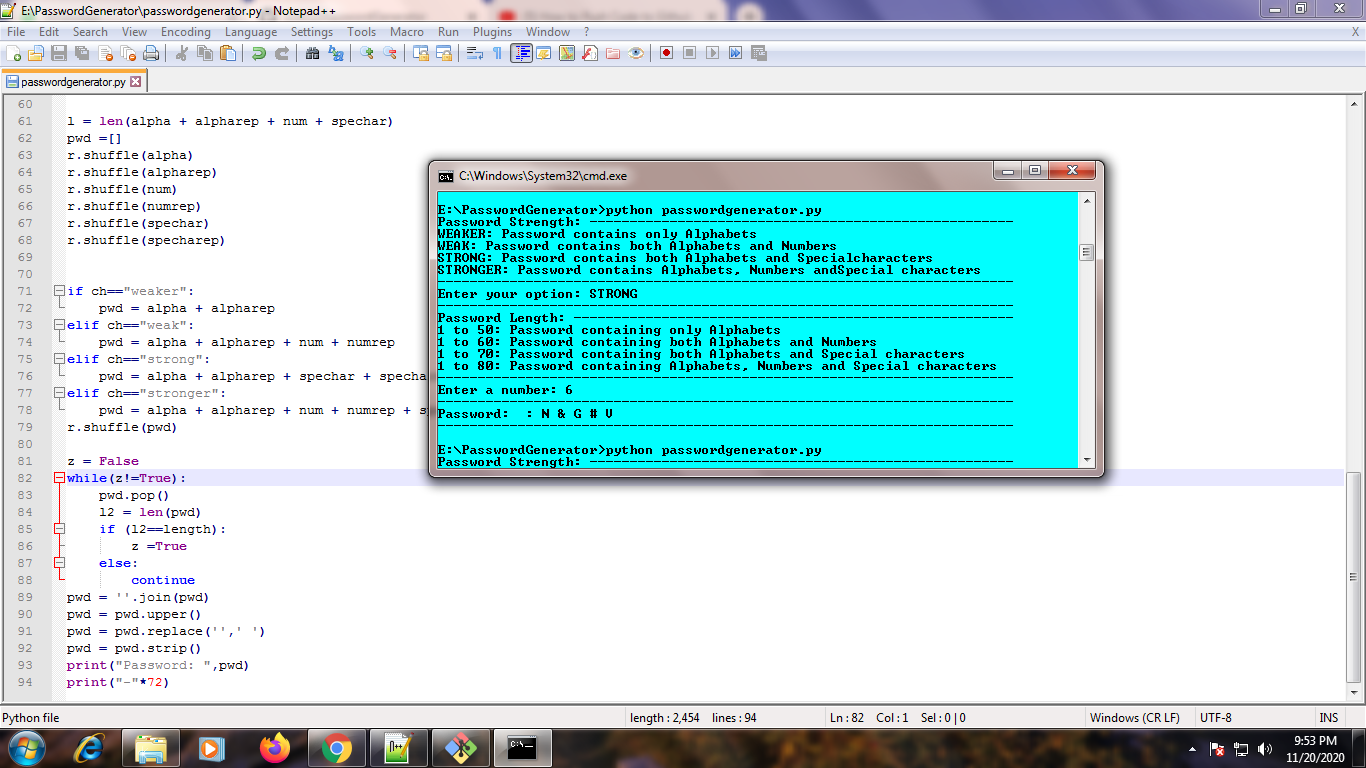 E:\PasswordGenerator\passwordgenerator.py - Notepad++
File Edit Search View Encoding Language Settings Tools Macro Run Plugins Window ? X
passwordgenerator.py
60
61 l = len(alpha + alpharep + num + spechar)
62 pwd =[]
63 r.shuffle(alpha)
64 r.shuffle(alpharep)
65 r.shuffle(num)
66 r.shuffle(numrep)
67 r.shuffle(spechar)
68 r.shuffle(specharep)
69
70
71 if ch=="weaker":
72 pwd = alpha + alpharep
73 elif ch=="weak":
74 pwd = alpha + alpharep + num + numrep
75 elif ch=="strong":
76 pwd = alpha + alpharep + spechar + specha
77 elif ch=="stronger":
78 pwd = alpha + alpharep + num + numrep + s
79 r.shuffle(pwd)
80
81 z = False
82 while(z!=True):
83 pwd.pop()
84 l2 = len(pwd)
85 if (l2==length):
86 z =True
87 else:
88 continue
89 pwd = ''.join(pwd)
90 pwd = pwd.upper()
91 pwd = pwd.replace('',' ')
92 pwd = pwd.strip()
93 print("Password: ",pwd)
94 print("-"*72)
C:\Windows\System32\cmd.exe
E:\PasswordGenerator>python passwordgenerator.py
Password Strength: -----------------------------------------------------
WEAKER: Password contains only Alphabets
WEAK: Password contains both Alphabets and Numbers
STRONG: Password contains both Alphabets and Specialcharacters
STRONGER: Password contains Alphabets, Numbers andSpecial characters
------------------------------------------------------------------------
Enter your option: STRONG
------------------------------------------------------------------------
Password Length: -------------------------------------------------------
1 to 50: Password containing only Alphabets
1 to 60: Password containing both Alphabets and Numbers
1 to 70: Password containing both Alphabets and Special characters
1 to 80: Password containing Alphabets, Numbers and Special characters
------------------------------------------------------------------------
Enter a number: 6
------------------------------------------------------------------------
Password:  : N & G # V
------------------------------------------------------------------------
E:\PasswordGenerator>python passwordgenerator.py
Password Strength: -----------------------------------------------------
Python file length : 2,454 lines : 94 Ln : 82 Col : 1 Sel : 0 | 0 Windows (CR LF) UTF-8 INS
9:53 PM
11/20/2020